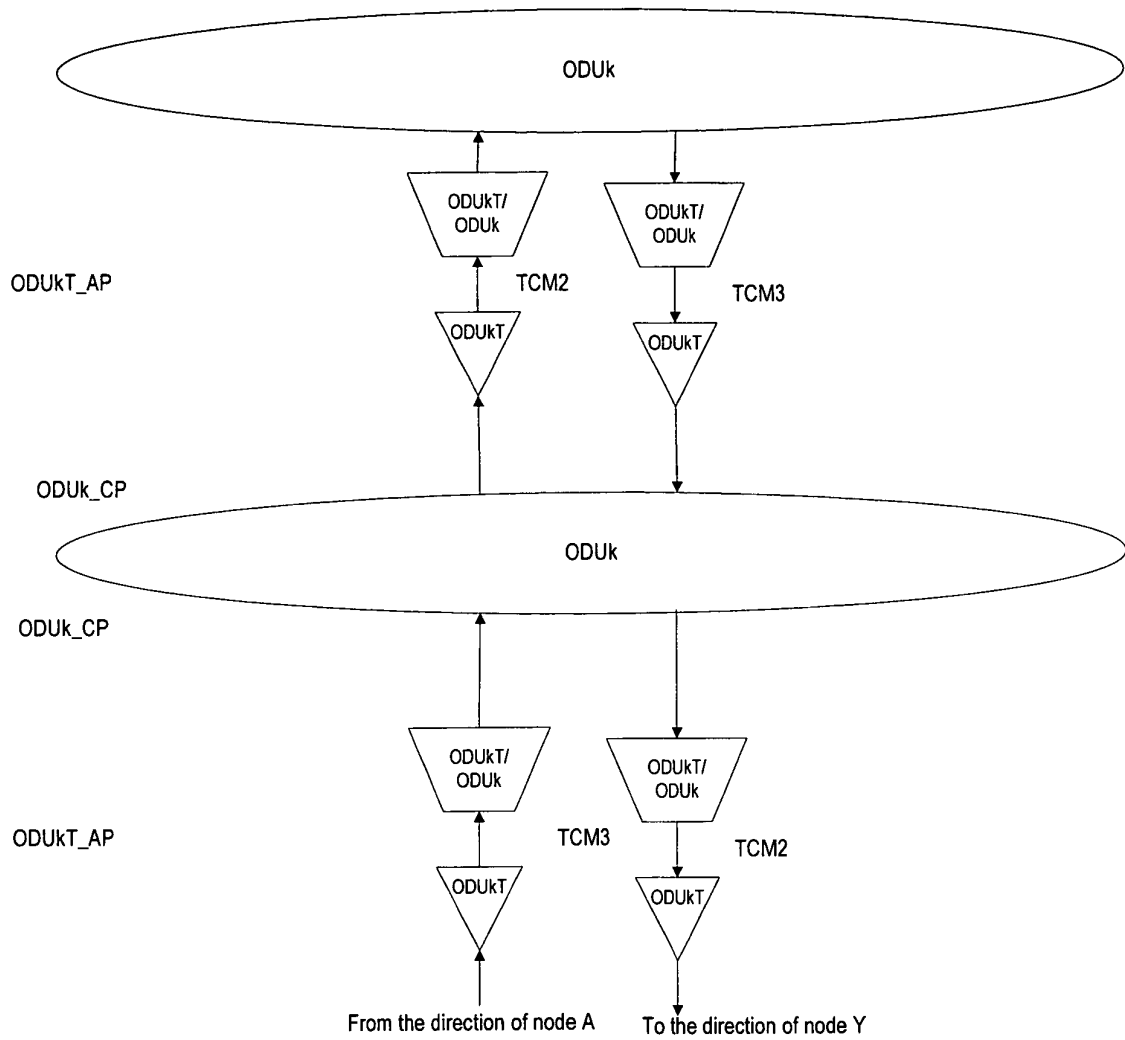 ODUk
ODUkT/
ODUk
ODUkT/
ODUk
ODUkT_AP
TCM2
TCM3
ODUkT
ODUkT
ODUk_CP
ODUk
ODUk_CP
ODUkT/
ODUk
ODUkT/
ODUk
ODUkT_AP
TCM3
TCM2
ODUkT
ODUkT
From the direction of node A
To the direction of node Y